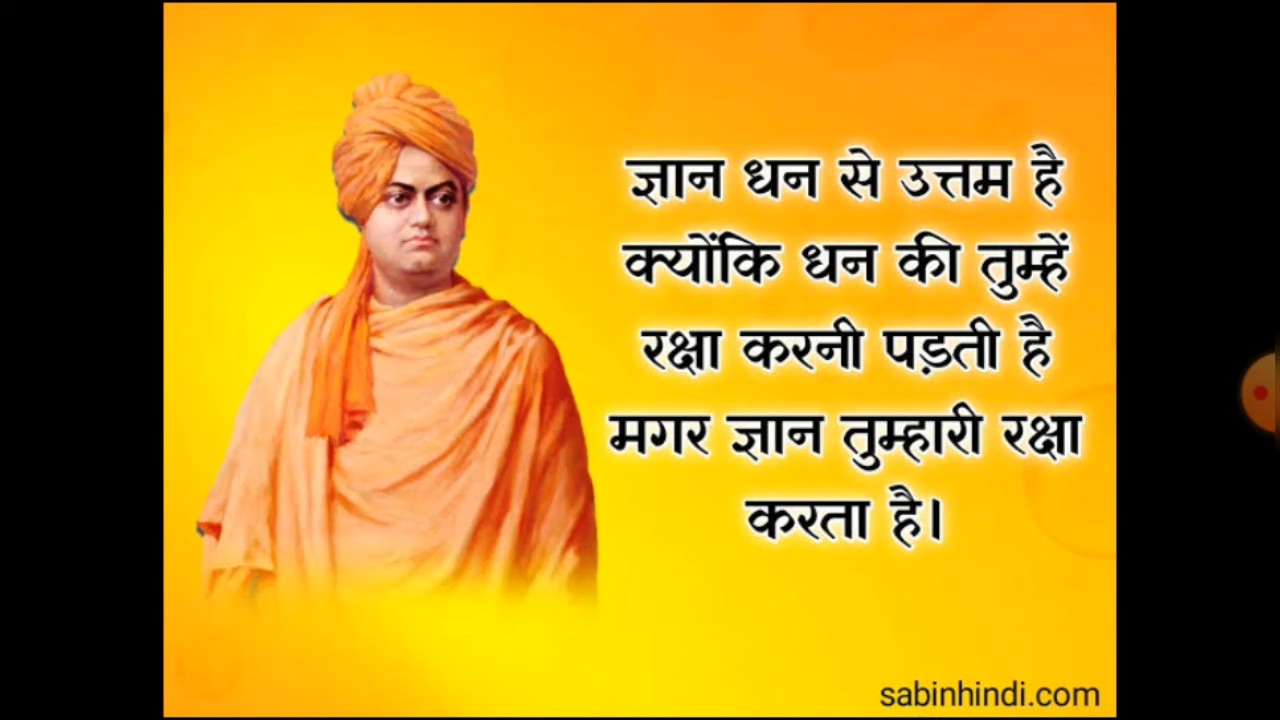 ज्ञान धन से उत्तम है
क्योंकि धन की तुम्हें
रक्षा करनी पड़ती है
मगर ज्ञान तुम्हारी रक्षा
करता है।
sabinhindi.com